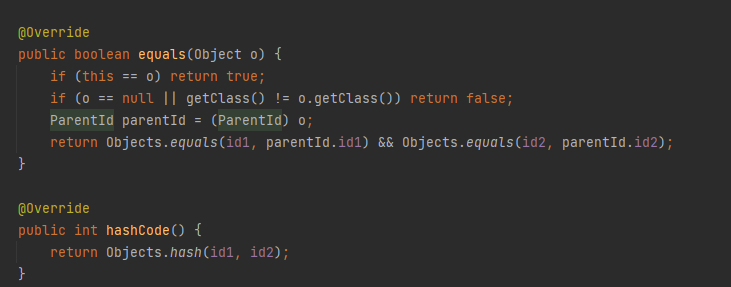 @Override
public boolean equals(Object o) {
if (this == o) return true;
if (o == null || getClass() != o.getClass()) return false;
ParentId parentId = (ParentId) o;
return Objects.equals(id1, parentId.id1) && Objects.equals(id2, parentId.id2);
}
@Override
public int hashCode() {
return Objects.hash(id1, id2);
}